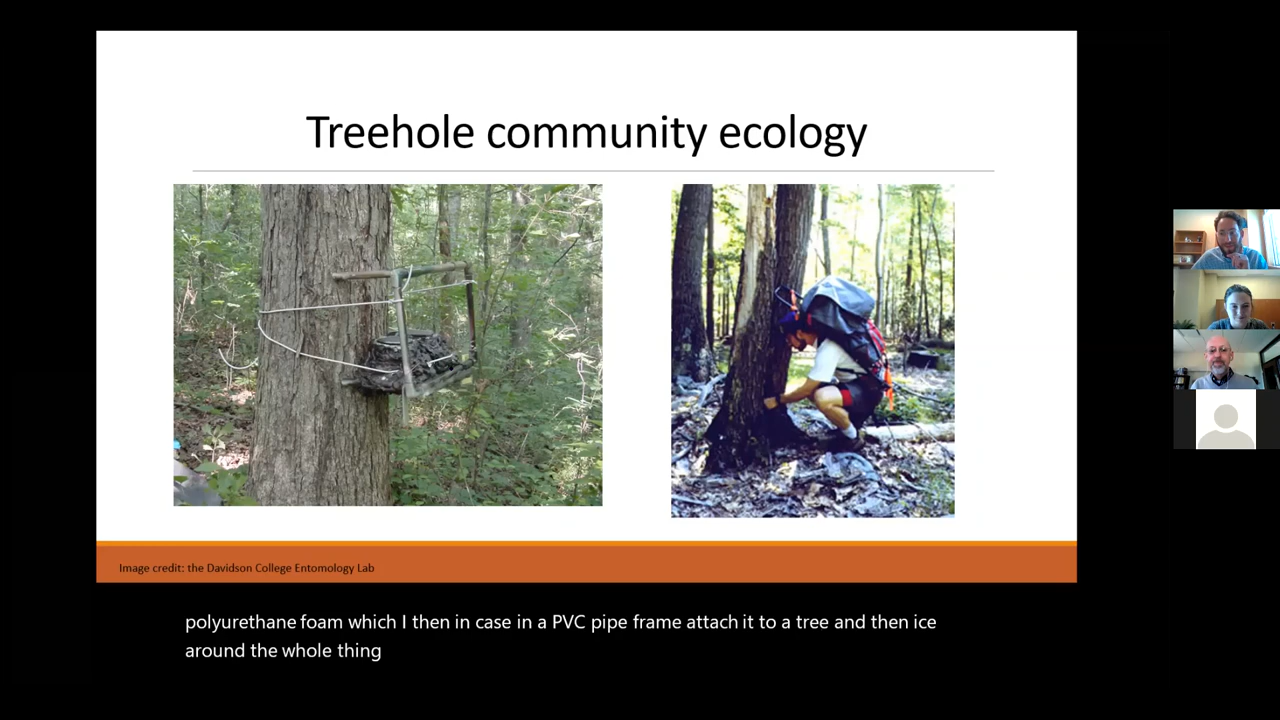 Treehole community ecology
Image credit: the Davidson College Entomology Lab
polyurethane foam which I then in case in a PVC pipe frame attach it to a tree and then ice
around the whole thing